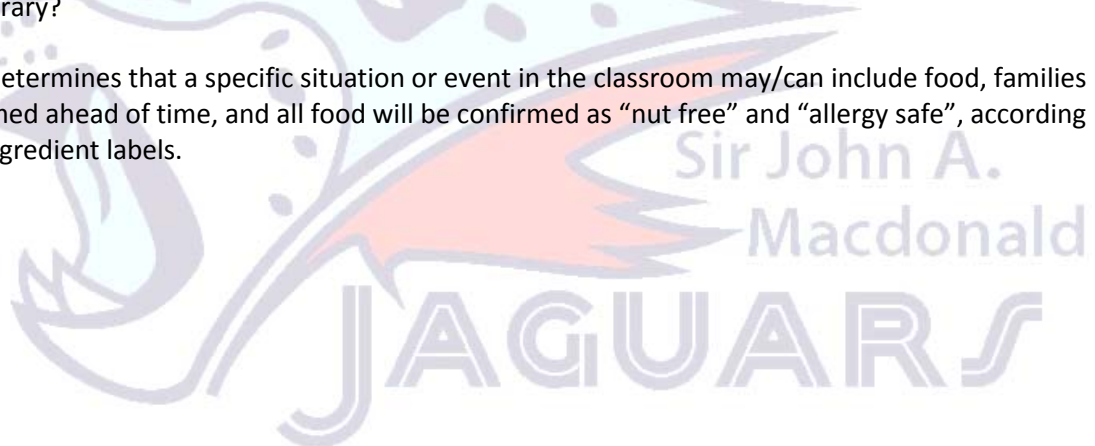 rary?
etermines that a specific situation or event in the classroom may/can include food, families
ned ahead of time, and all food will be confirmed as “nut free” and “allergy safe”, according
gredient labels.
Sir John A.
Macdonald
JAGUARS